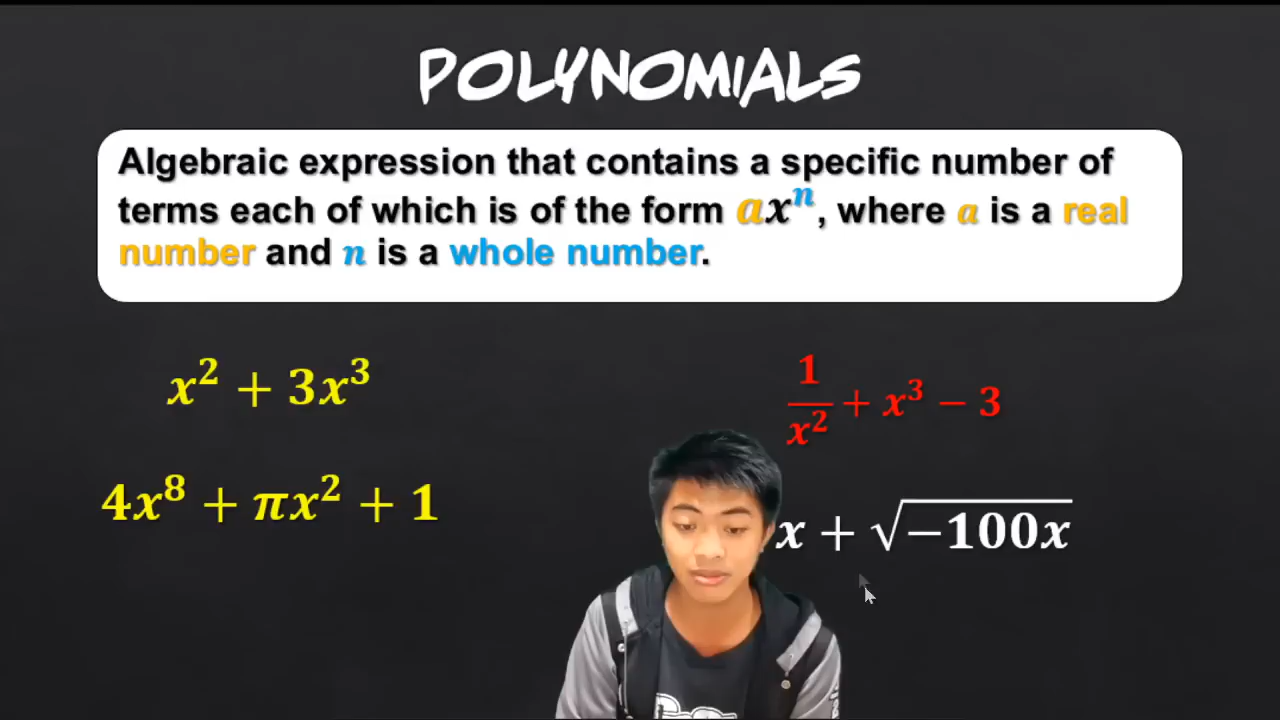 POLYNOMIALS
Algebraic expression that contains a specific number of
terms each of which is of the form axⁿ, where a is a real
number and n is a whole number.
x² + 3x³
1/x² + x³ − 3
4x⁸ + πx² + 1
x + √−100x